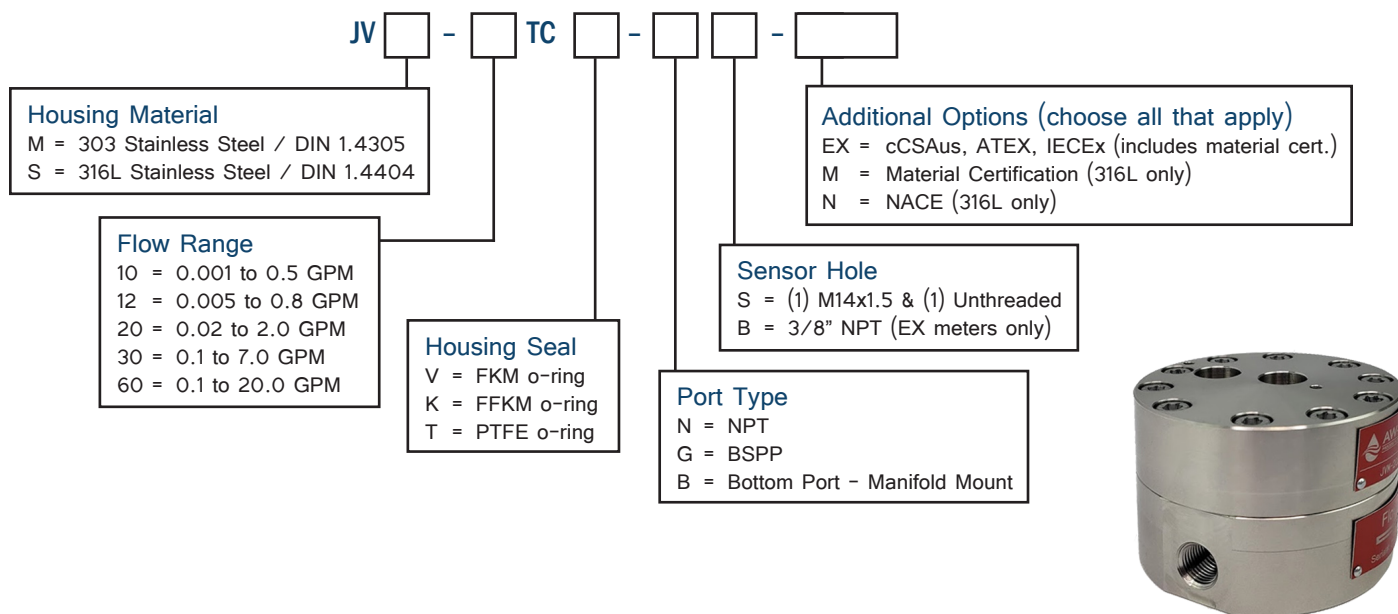 JV - TC - -
Housing Material
M = 303 Stainless Steel / DIN 1.4305
S = 316L Stainless Steel / DIN 1.4404
Flow Range
10 = 0.001 to 0.5 GPM
12 = 0.005 to 0.8 GPM
20 = 0.02 to 2.0 GPM
30 = 0.1 to 7.0 GPM
60 = 0.1 to 20.0 GPM
Housing Seal
V = FKM o-ring
K = FFKM o-ring
T = PTFE o-ring
Port Type
N = NPT
G = BSPP
B = Bottom Port - Manifold Mount
Sensor Hole
S = (1) M14x1.5 & (1) Unthreaded
B = 3/8” NPT (EX meters only)
Additional Options (choose all that apply)
EX = cCSAus, ATEX, IECEx (includes material cert.)
M = Material Certification (316L only)
N = NACE (316L only)